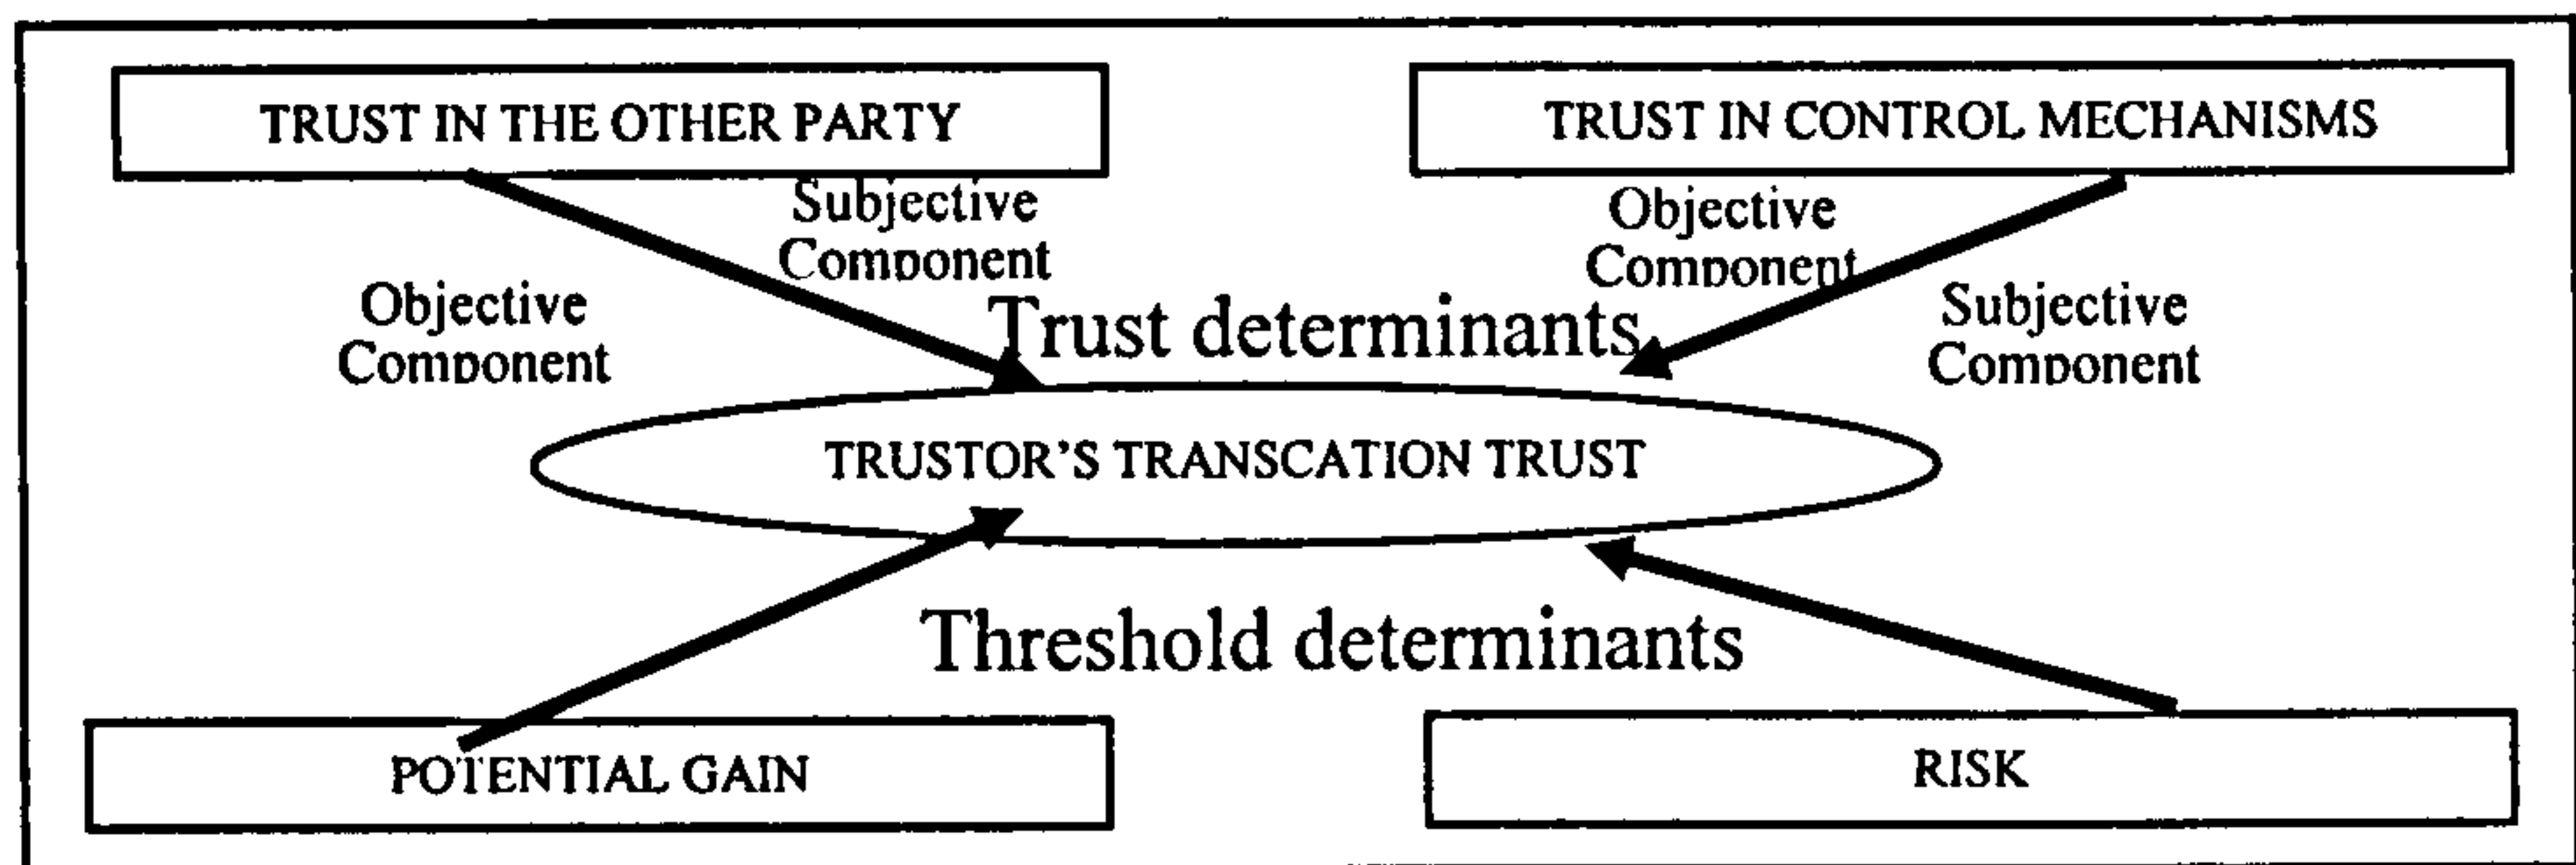 TRUST IN THE OTHER PARTY
TRUST IN CONTROL MECHANISMS
Subjective
Component
Objective
Component
Objective
Component
Subjective
Component
Trust determinants
TRUSTOR'S TRANSCATION TRUST
Threshold determinants
POTENTIAL GAIN
RISK